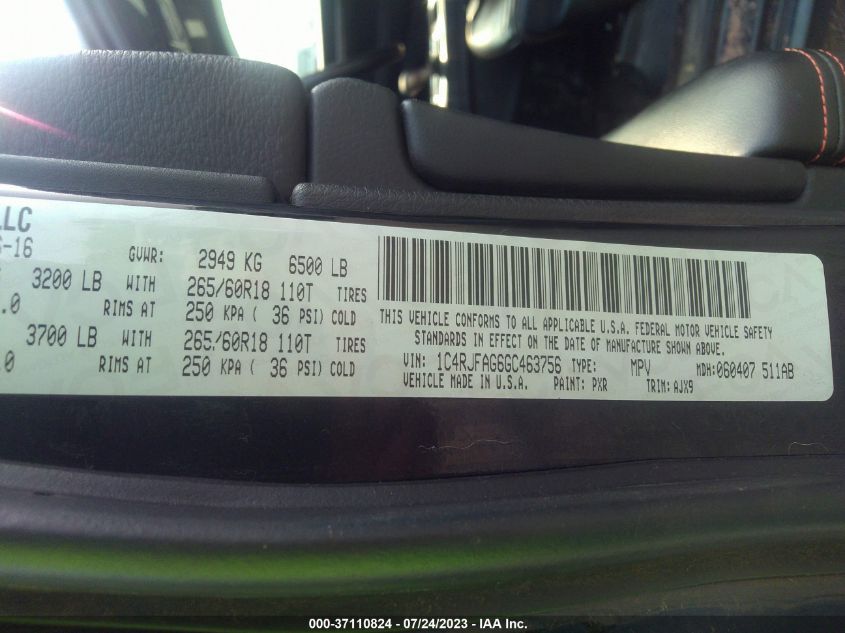 LLC
-16 GVWR: 2949 KG 6500 LB
3200 LB WITH 265/60R18 110T TIRES
.0 RIMS AT 250 KPA ( 36 PSI) COLD
3700 LB WITH 265/60R18 110T TIRES
.0 RIMS AT 250 KPA ( 36 PSI) COLD
THIS VEHICLE CONFORMS TO ALL APPLICABLE U.S.A. FEDERAL MOTOR VEHICLE SAFETY
STANDARDS IN EFFECT ON THE DATE OF MANUFACTURE SHOWN ABOVE.
VIN: 1C4RJFAG6GC463756 TYPE: MPV MDH:060407 511AB
VEHICLE MADE IN U.S.A. PAINT: PXR TRIM: AJX9
000-37110824 / 07/24/2023 - IAA Inc.